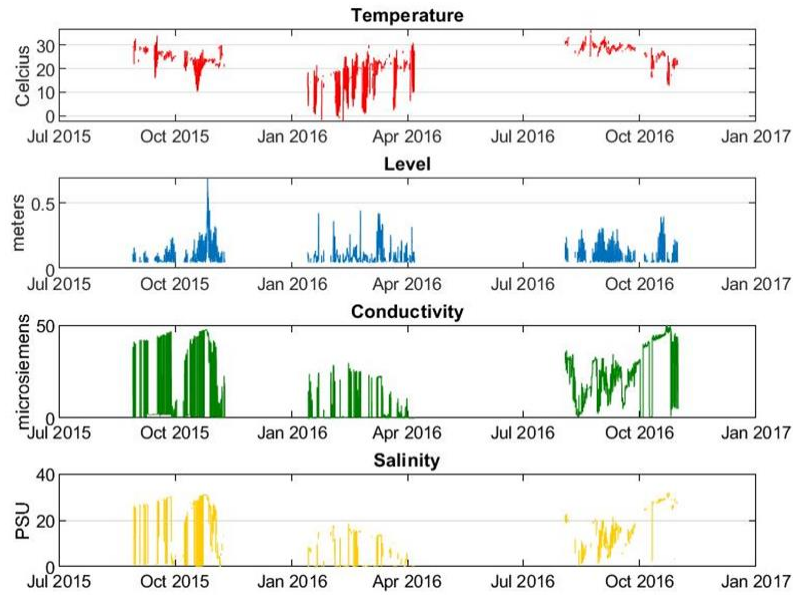 Temperature
Celcius
30
20
10
0
Jul 2015 Oct 2015 Jan 2016 Apr 2016 Jul 2016 Oct 2016 Jan 2017
Level
meters
0.5
0
Jul 2015 Oct 2015 Jan 2016 Apr 2016 Jul 2016 Oct 2016 Jan 2017
Conductivity
microsiemens
50
0
Jul 2015 Oct 2015 Jan 2016 Apr 2016 Jul 2016 Oct 2016 Jan 2017
Salinity
PSU
40
20
0
Jul 2015 Oct 2015 Jan 2016 Apr 2016 Jul 2016 Oct 2016 Jan 2017